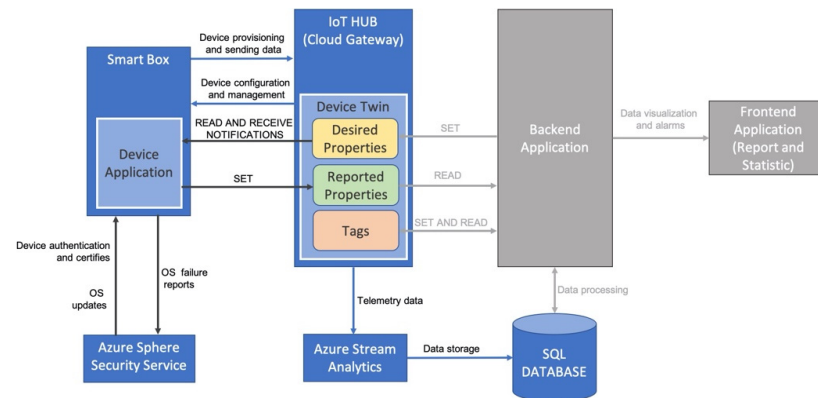 Smart Box
Device provisioning
and sending data
Device configuration
and management
READ AND RECEIVE
NOTIFICATIONS
Device
Application
SET
IoT HUB
(Cloud Gateway)
Device Twin
Desired
Properties
Reported
Properties
Tags
SET
READ
SET AND READ
Backend
Application
Data visualization
and alarms
Frontend
Application
(Report and
Statistic)
Device authentication
and certifies
OS
updates
OS failure
reports
Azure Sphere
Security Service
Telemetry data
Azure Stream
Analytics
Data storage
Data processing
SQL
DATABASE